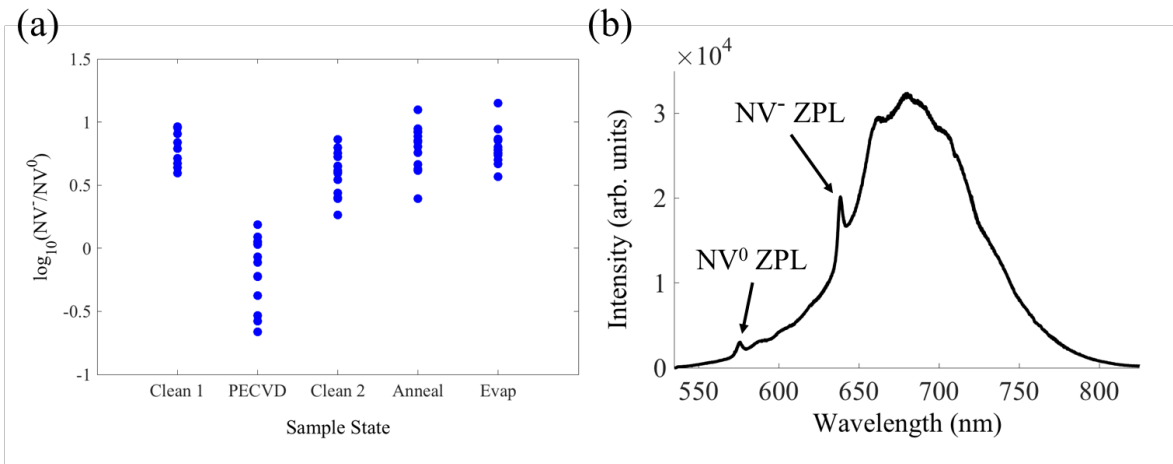 (a)
1.5
1
0.5
0
-0.5
-1
log₁₀(NV⁻/NV⁰)
Clean 1 PECVD Clean 2 Anneal Evap
Sample State
(b)
×10⁴
3
2
1
0
Intensity (arb. units)
NV⁻ ZPL
NV⁰ ZPL
550 600 650 700 750 800
Wavelength (nm)